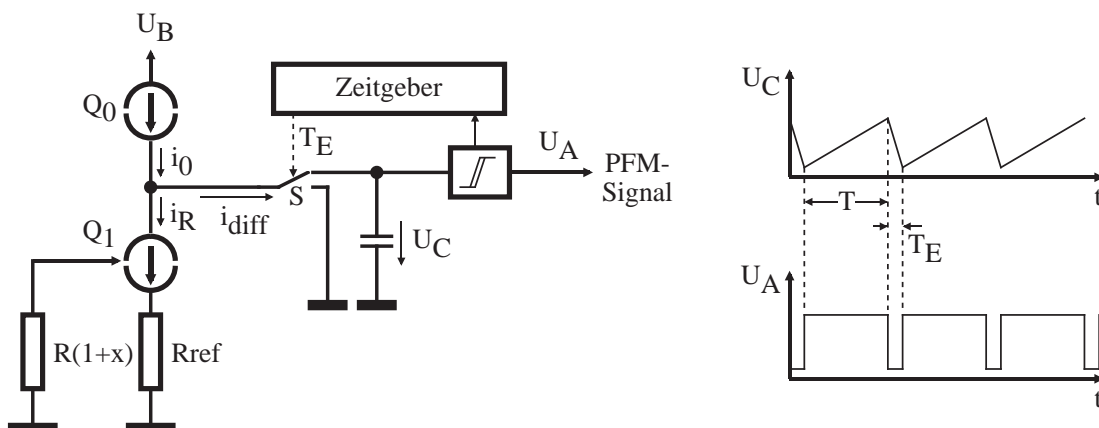 U_B
Q_0
Zeitgeber
i_0
T_E
U_A
PFM-
Signal
S
i_R
i_diff
Q_1
U_C
R(1+x)
Rref
U_C
t
T
T_E
U_A
t